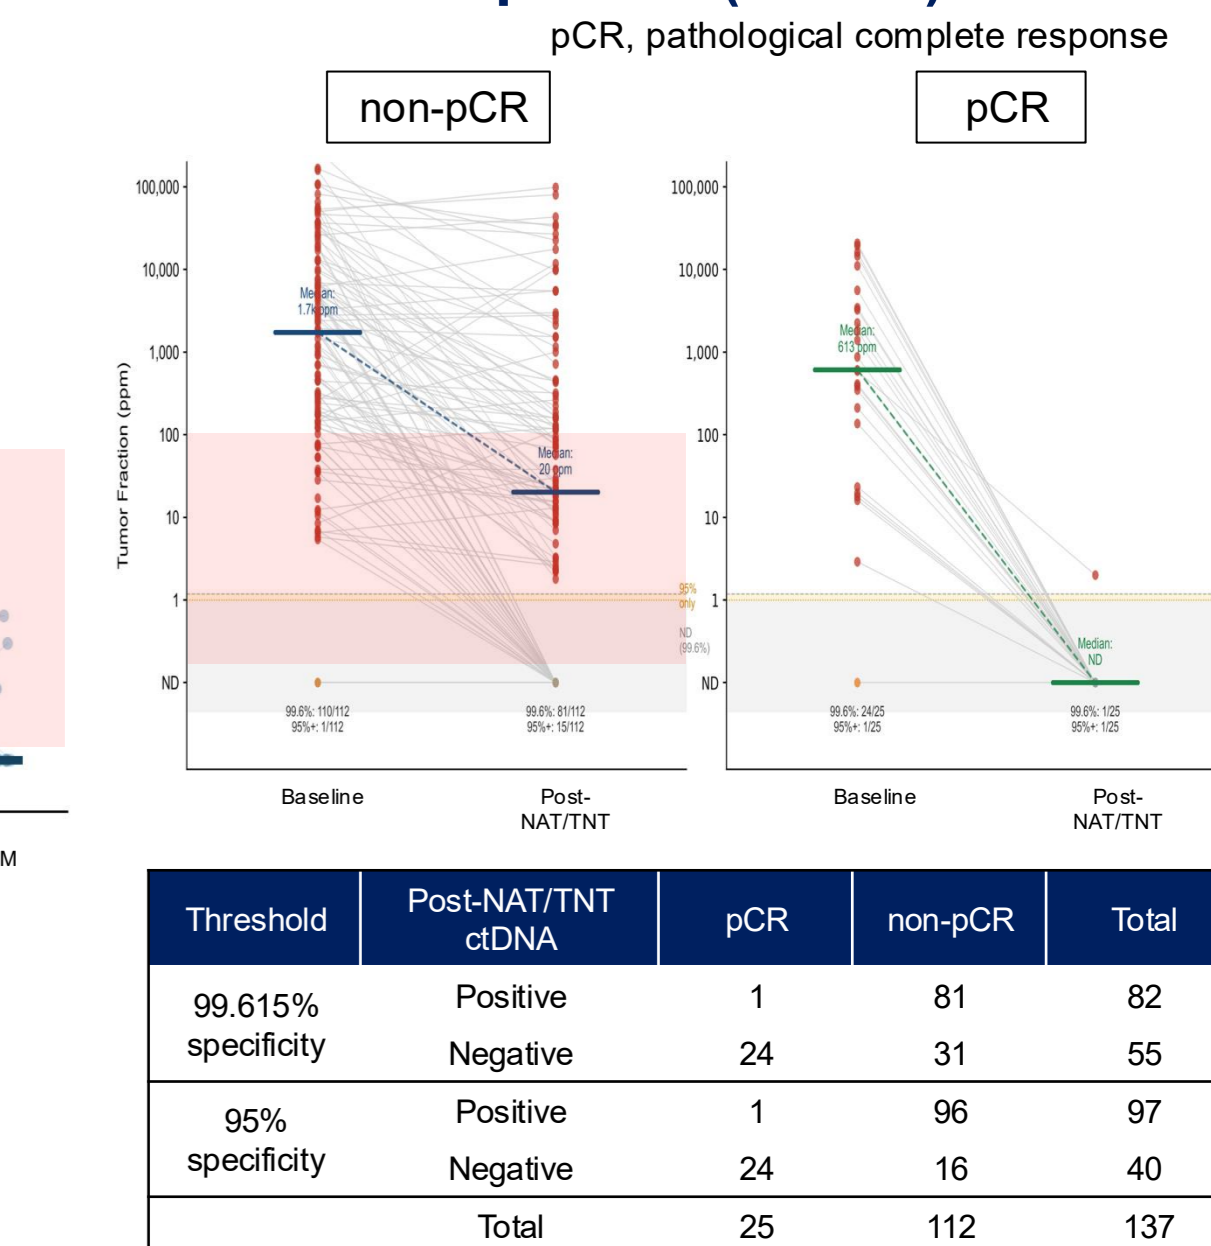 pCR, pathological complete response
non-pCR
pCR
Tumor Fraction (ppm)
100,000
10,000
1,000
100
10
1
ND
Median:
1.7k ppm
Median:
20 ppm
95%
only
ND
(99.6%)
99.6%: 110/112
95%+: 1/112
99.6%: 81/112
95%+: 15/112
Baseline
Post-
NAT/TNT
100,000
10,000
1,000
100
10
1
ND
Median:
613 ppm
Median:
ND
99.6%: 24/25
95%+: 1/25
99.6%: 1/25
95%+: 1/25
Baseline
Post-
NAT/TNT
M
Threshold Post-NAT/TNT ctDNA pCR non-pCR Total
99.615% specificity Positive 1 81 82
Negative 24 31 55
95% specificity Positive 1 96 97
Negative 24 16 40
Total 25 112 137